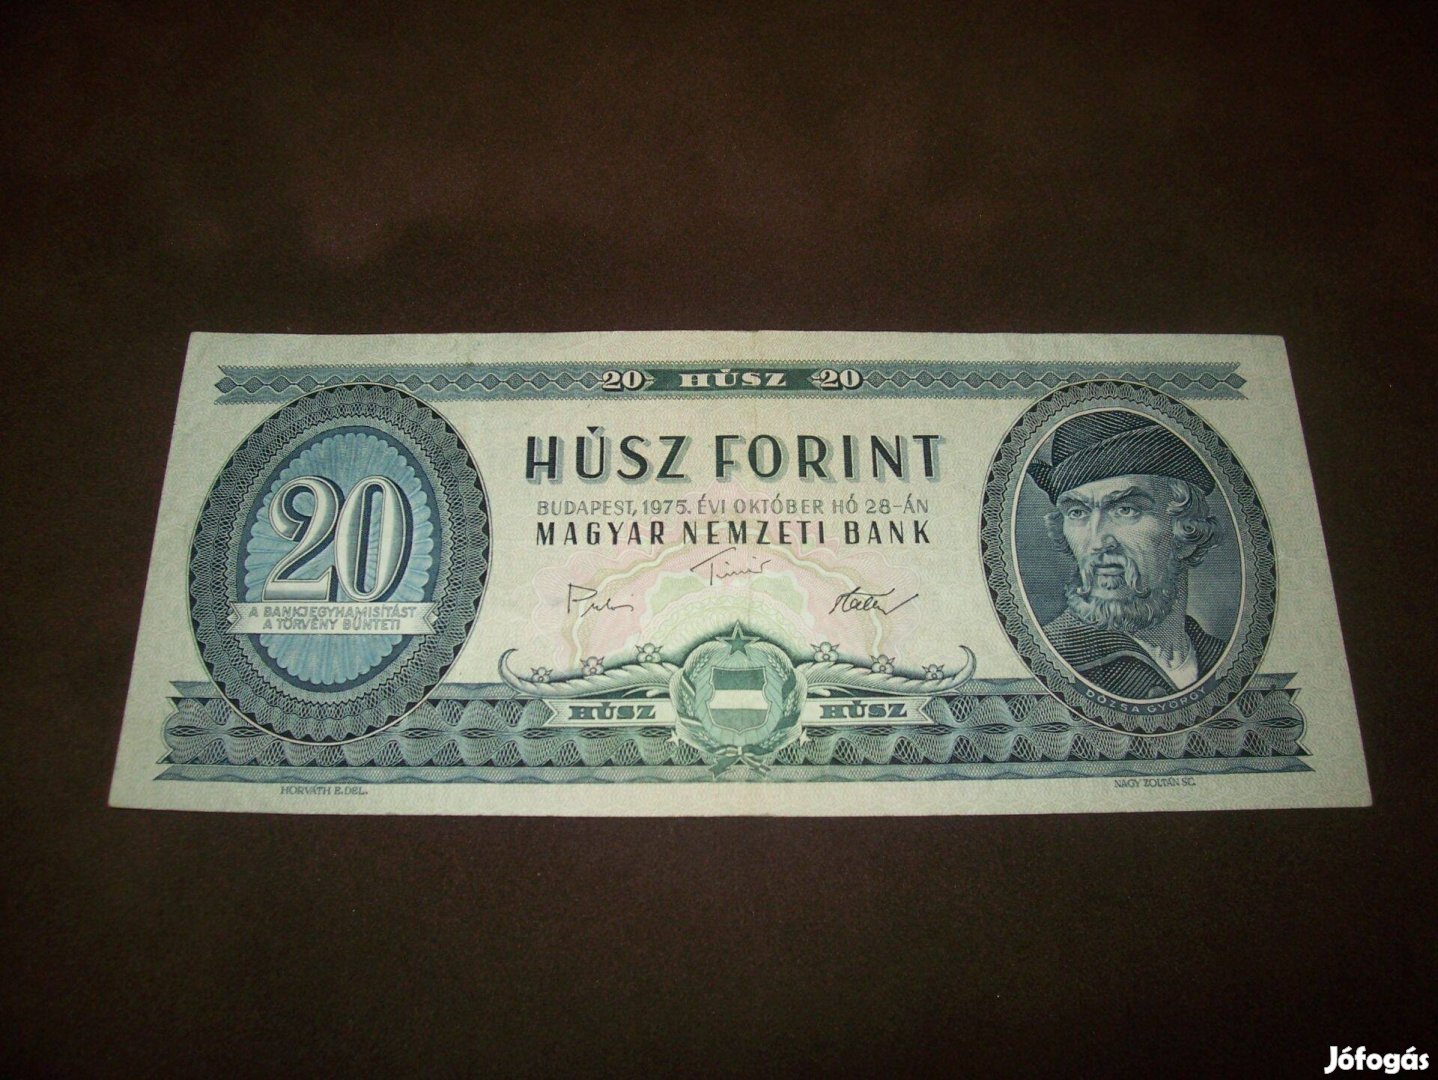 20 HÚSZ 20
HÚSZ FORINT
BUDAPEST, 1975. ÉVI OKTÓBER HÓ 28-ÁN
MAGYAR NEMZETI BANK
20
A BANKJEGYHAMISÍTÁST
A TÖRVÉNY BÜNTETI
HÚSZ HÚSZ
DÓZSA GYÖRGY
HORVÁTH E. DEL.
NAGY ZOLTÁN SC.
Jófogás